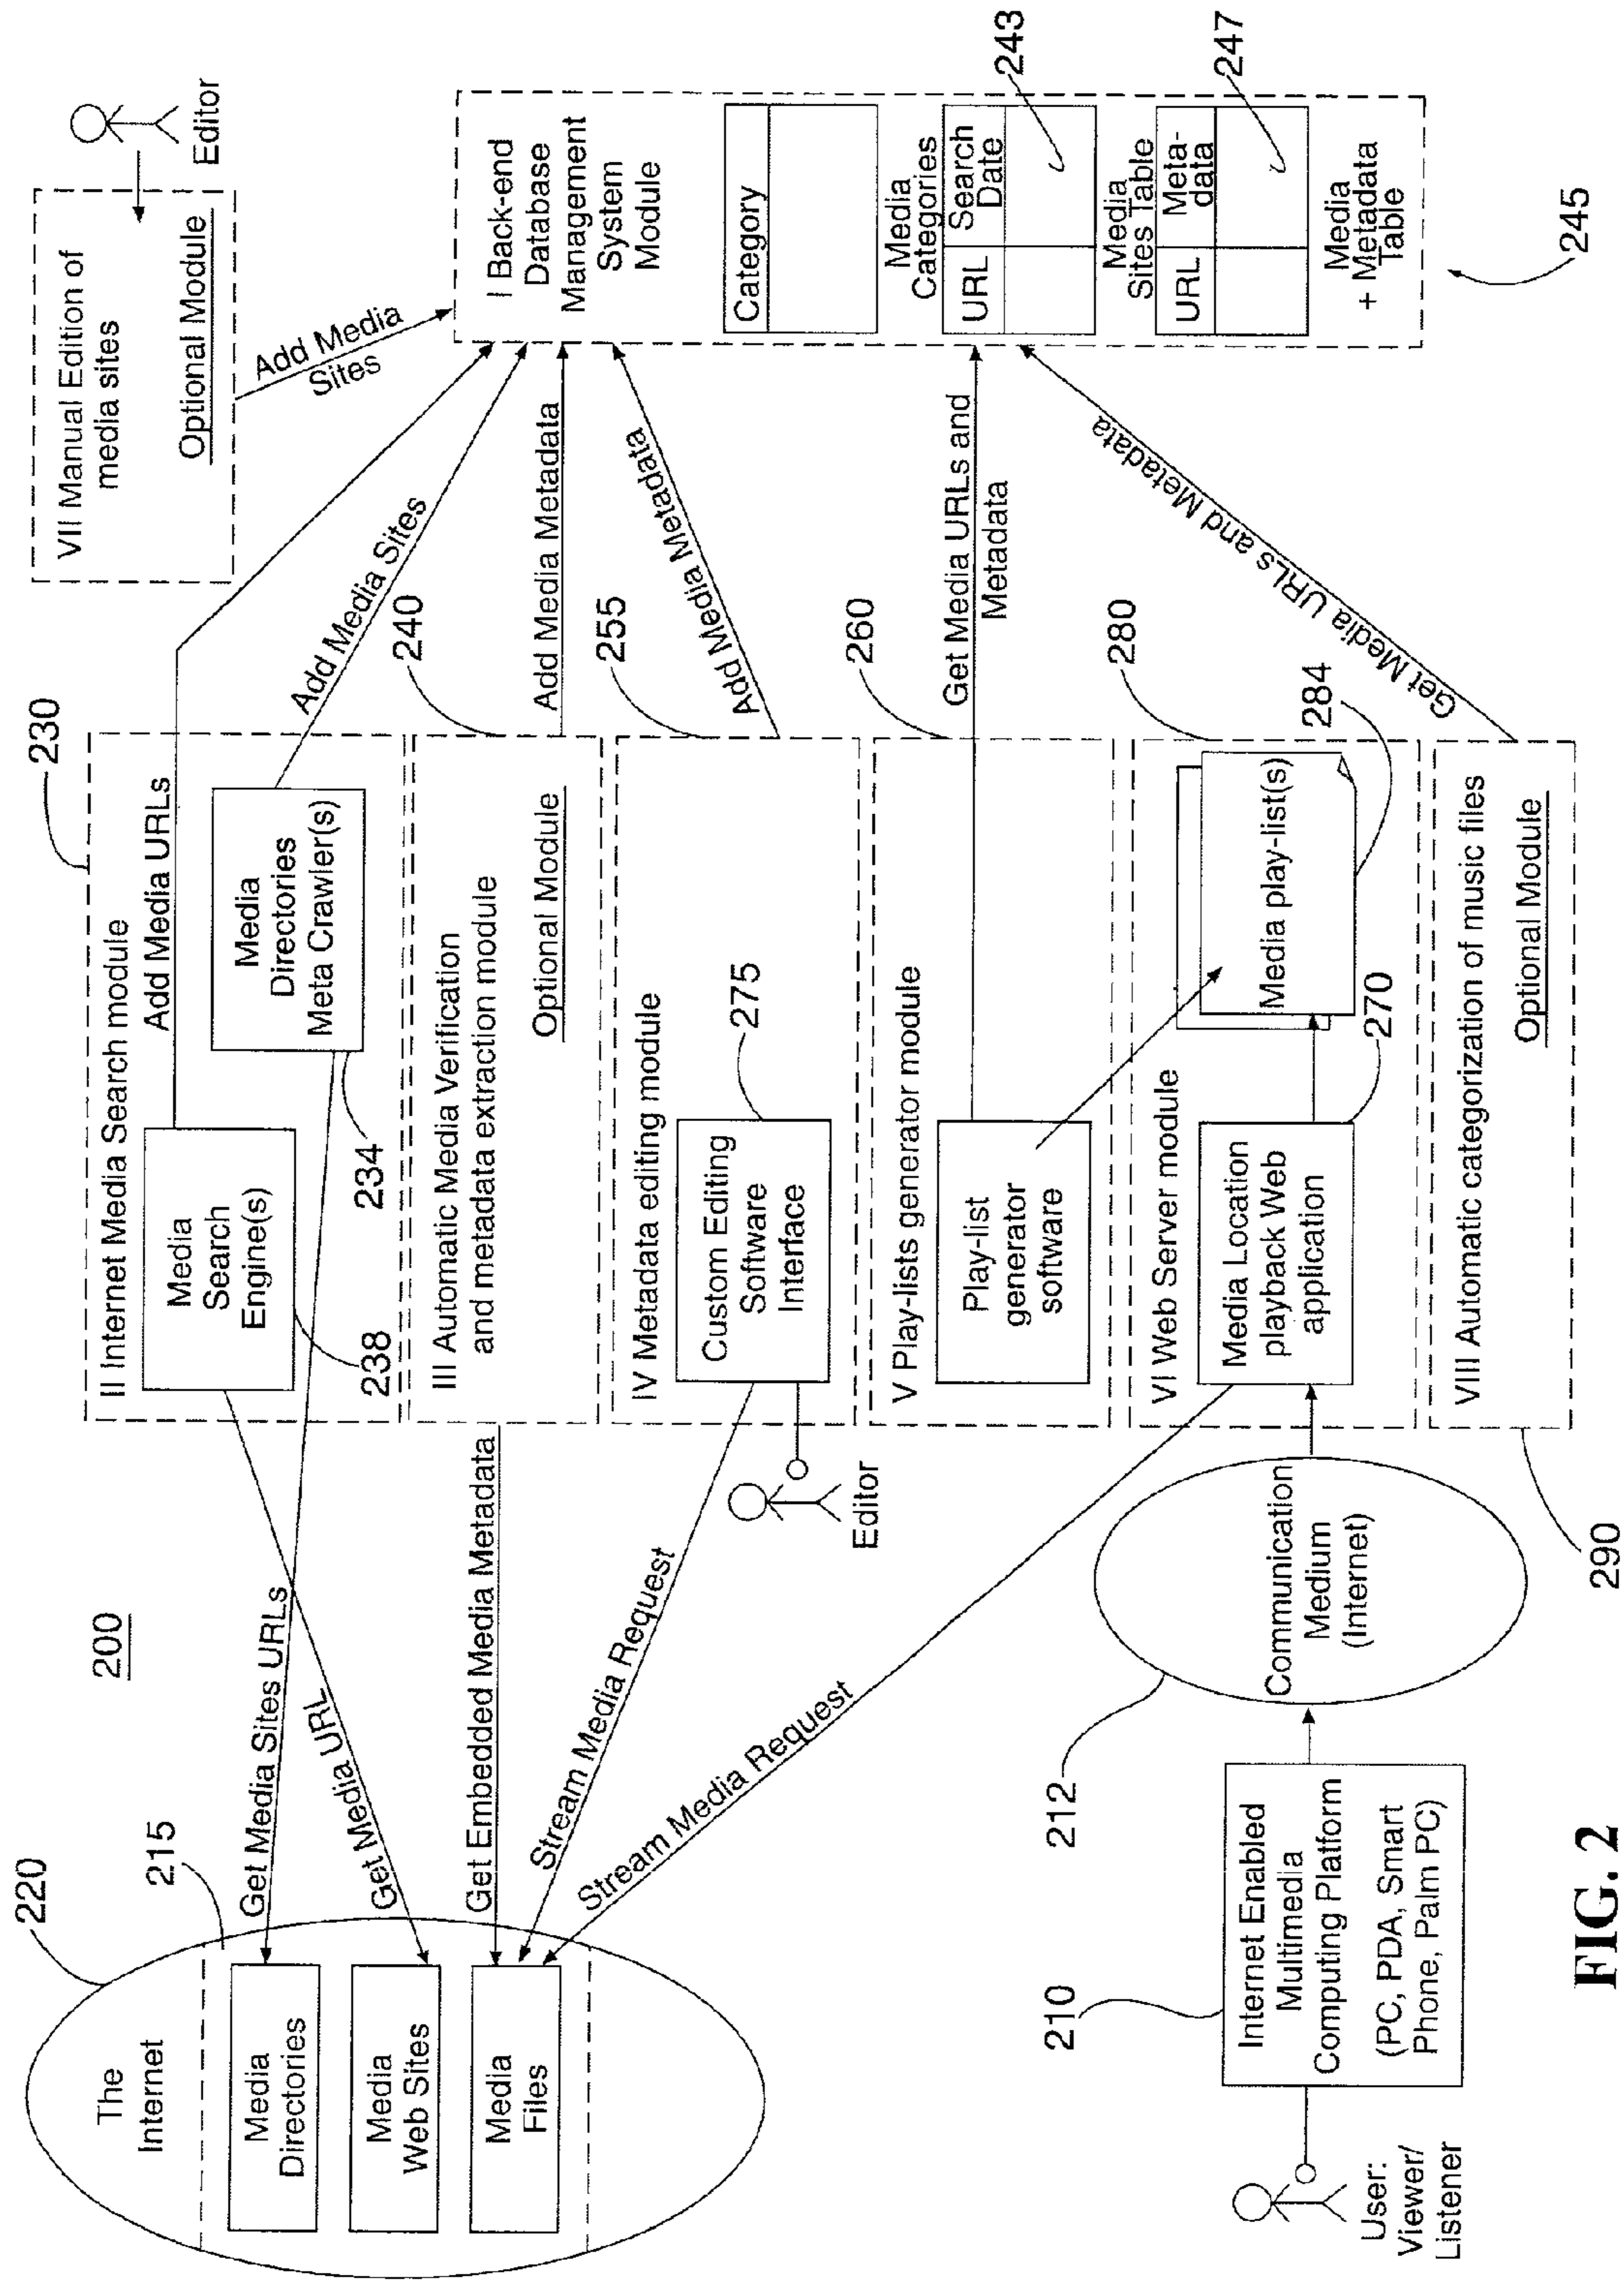 200
220
The
Internet
215
Media
Directories
Media
Web Sites
Media
Files
Get Media Sites URLs
Get Media URL
Get Embedded Media Metadata
Stream Media Request
Stream Media Request
230
II Internet Media Search module
Add Media URLs
Media
Search
Engine(s)
238
Media
Directories
Meta Crawler(s)
234
Add Media Sites
240
III Automatic Media Verification
and metadata extraction module
Optional Module
Add Media Metadata
255
IV Metadata editing module
Custom Editing
Software
Interface
275
Editor
Add Media Metadata
260
V Play-lists generator module
Play-list
generator
software
Get Media URLs and
Metadata
280
VI Web Server module
Media Location
playback Web
application
270
Media play-list(s)
284
VIII Automatic categorization of music files
Optional Module
290
Get Media URLs and Metadata
VII Manual Edition of
media sites
Optional Module
Editor
Add Media
Sites
I Back-end
Database
Management
System
Module
Category
Media
Categories
URL
Search
Date
243
Media
Sites Table
URL
Meta-
data
247
Media
+ Metadata
Table
245
User:
Viewer/
Listener
210
Internet Enabled
Multimedia
Computing Platform
(PC, PDA, Smart
Phone, Palm PC)
212
Communication
Medium
(Internet)
FIG. 2